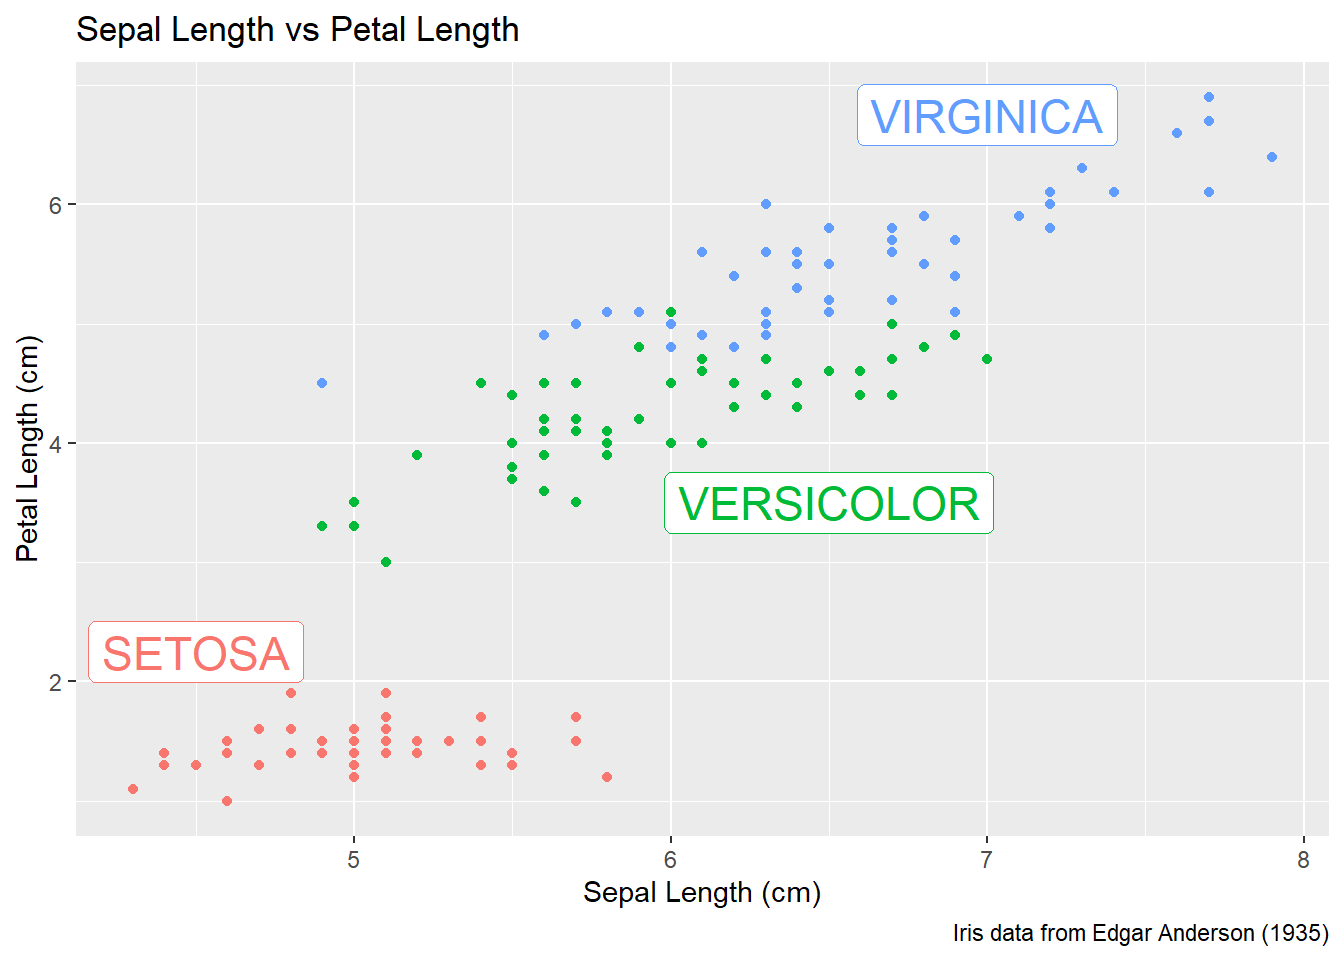 Sepal Length vs Petal Length
VIRGINICA
6
4
VERSICOLOR
SETOSA
2
Petal Length (cm)
5 6 7 8
Sepal Length (cm)
Iris data from Edgar Anderson (1935)